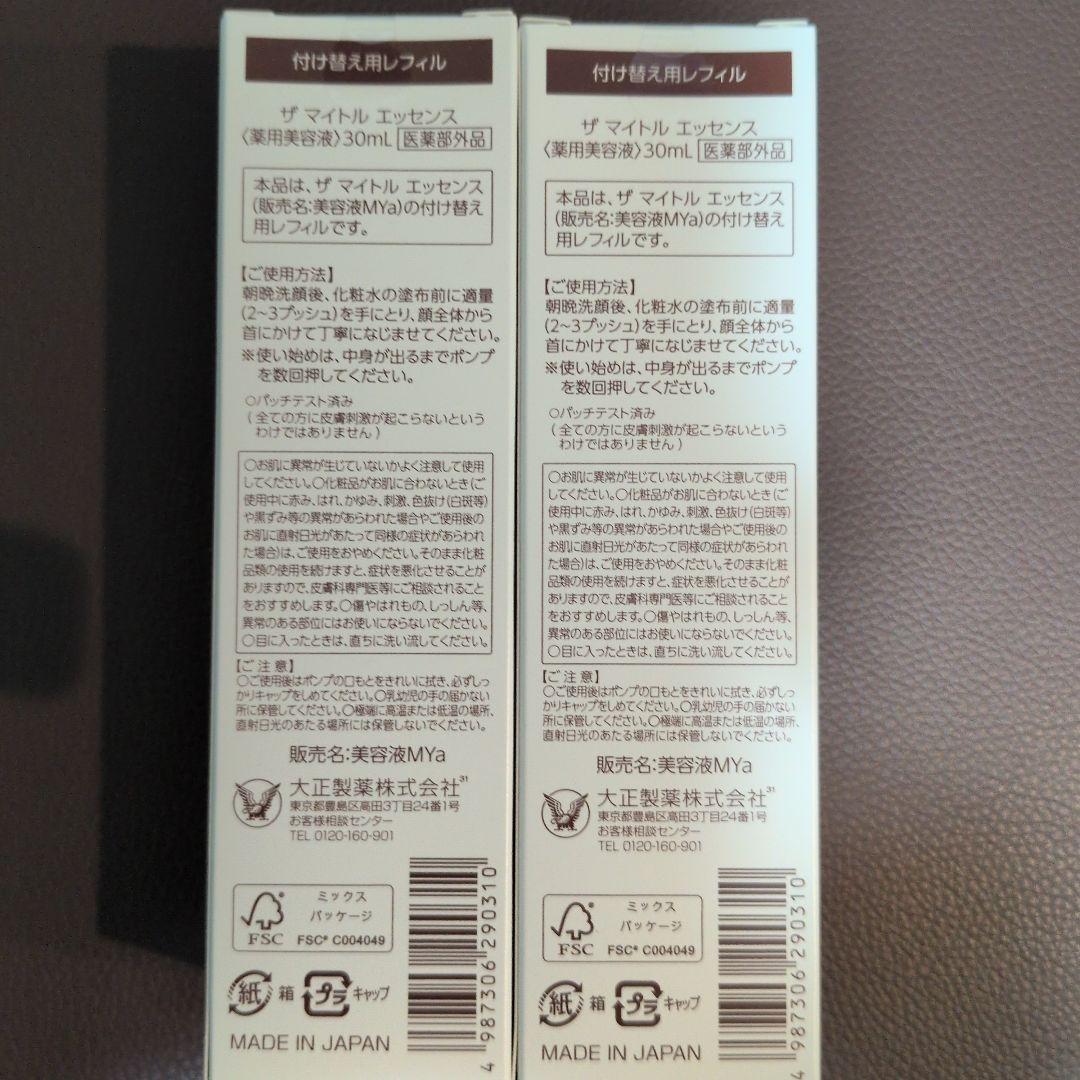 付け替え用レフィル
ザ マイトル エッセンス
〈薬用美容液〉30mL 医薬部外品
本品は、ザ マイトル エッセンス
(販売名:美容液MYa)の付け替え
用レフィルです。
【ご使用方法】
朝晩洗顔後、化粧水の塗布前に適量
(2~3プッシュ)を手にとり、顔全体から
首にかけて丁寧になじませてください。
※使い始めは、中身が出るまでポンプ
を数回押してください。
○パッチテスト済み
(全ての方に皮膚刺激が起こらないという
わけではありません)
○お肌に異常が生じていないかよく注意して使用
してください。○化粧品がお肌に合わないとき(ご
使用中に赤み、はれ、かゆみ、刺激、色抜け(白斑等)
や黒ずみ等の異常があらわれた場合やご使用後の
お肌に直射日光があたって同様の症状があらわれ
た場合)は、ご使用をおやめください。そのまま化粧
品類の使用を続けますと、症状を悪化させることが
ありますので、皮膚科専門医等にご相談されること
をおすすめします。○傷やはれもの、しっしん等、
異常のある部位にはお使いにならないでください。
○目に入ったときは、直ちに洗い流してください。
【ご注意】
○ご使用後はポンプの口もとをきれいに拭き、必ずしっ
かりキャップをしめてください。○乳幼児の手の届かない
所に保管してください。○極端に高温または低温の場所、
直射日光のあたる場所には保管しないでください。
販売名:美容液MYa
大正製薬株式会社31
東京都豊島区高田3丁目24番1号
お客様相談センター
TEL 0120-160-901
ミックス
パッケージ
FSC
FSC® C004049
紙 箱 プラ キャップ
MADE IN JAPAN
4 987306 290310
付け替え用レフィル
ザ マイトル エッセンス
〈薬用美容液〉30mL 医薬部外品
本品は、ザ マイトル エッセンス
(販売名:美容液MYa)の付け替え
用レフィルです。
【ご使用方法】
朝晩洗顔後、化粧水の塗布前に適量
(2~3プッシュ)を手にとり、顔全体から
首にかけて丁寧になじませてください。
※使い始めは、中身が出るまでポンプ
を数回押してください。
○パッチテスト済み
(全ての方に皮膚刺激が起こらないという
わけではありません)
○お肌に異常が生じていないかよく注意して使用
してください。○化粧品がお肌に合わないとき(ご
使用中に赤み、はれ、かゆみ、刺激、色抜け(白斑等)
や黒ずみ等の異常があらわれた場合やご使用後の
お肌に直射日光があたって同様の症状があらわれ
た場合)は、ご使用をおやめください。そのまま化粧
品類の使用を続けますと、症状を悪化させることが
ありますので、皮膚科専門医等にご相談されること
をおすすめします。○傷やはれもの、しっしん等、
異常のある部位にはお使いにならないでください。
○目に入ったときは、直ちに洗い流してください。
【ご注意】
○ご使用後はポンプの口もとをきれいに拭き、必ずしっ
かりキャップをしめてください。○乳幼児の手の届かない
所に保管してください。○極端に高温または低温の場所、
直射日光のあたる場所には保管しないでください。
販売名:美容液MYa
大正製薬株式会社31
東京都豊島区高田3丁目24番1号
お客様相談センター
TEL 0120-160-901
ミックス
パッケージ
FSC
FSC® C004049
紙 箱 プラ キャップ
MADE IN JAPAN
4 987306 290310